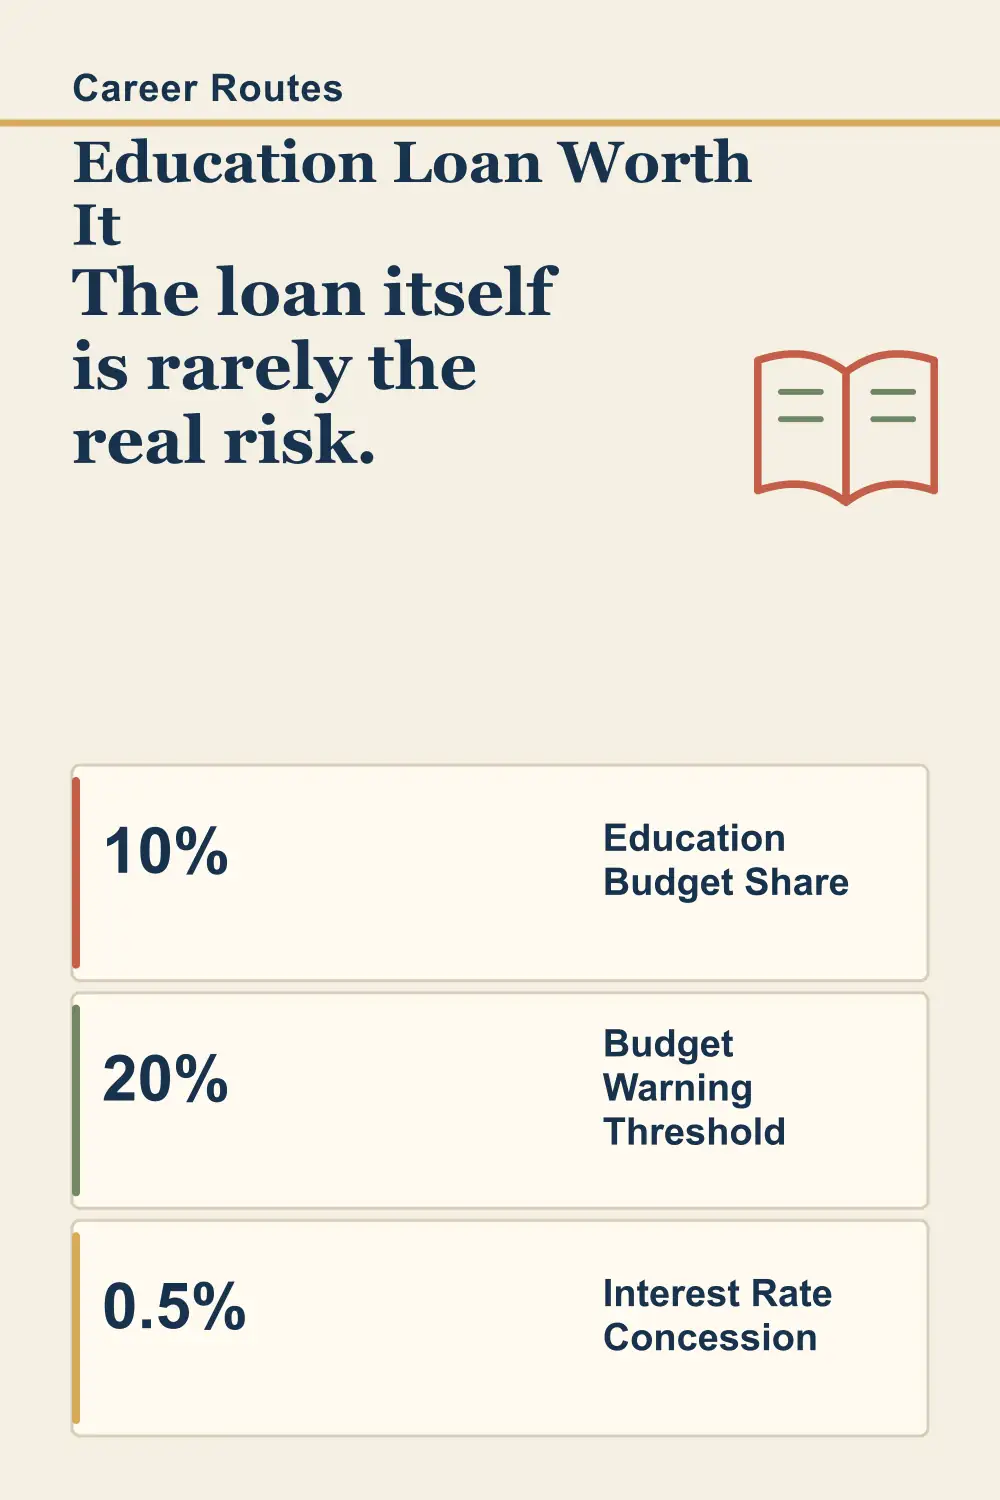 Career Routes
Education Loan Worth
It
The loan itself
is rarely the
real risk.
10%
Education
Budget Share
20%
Budget
Warning
Threshold
0.5%
Interest Rate
Concession